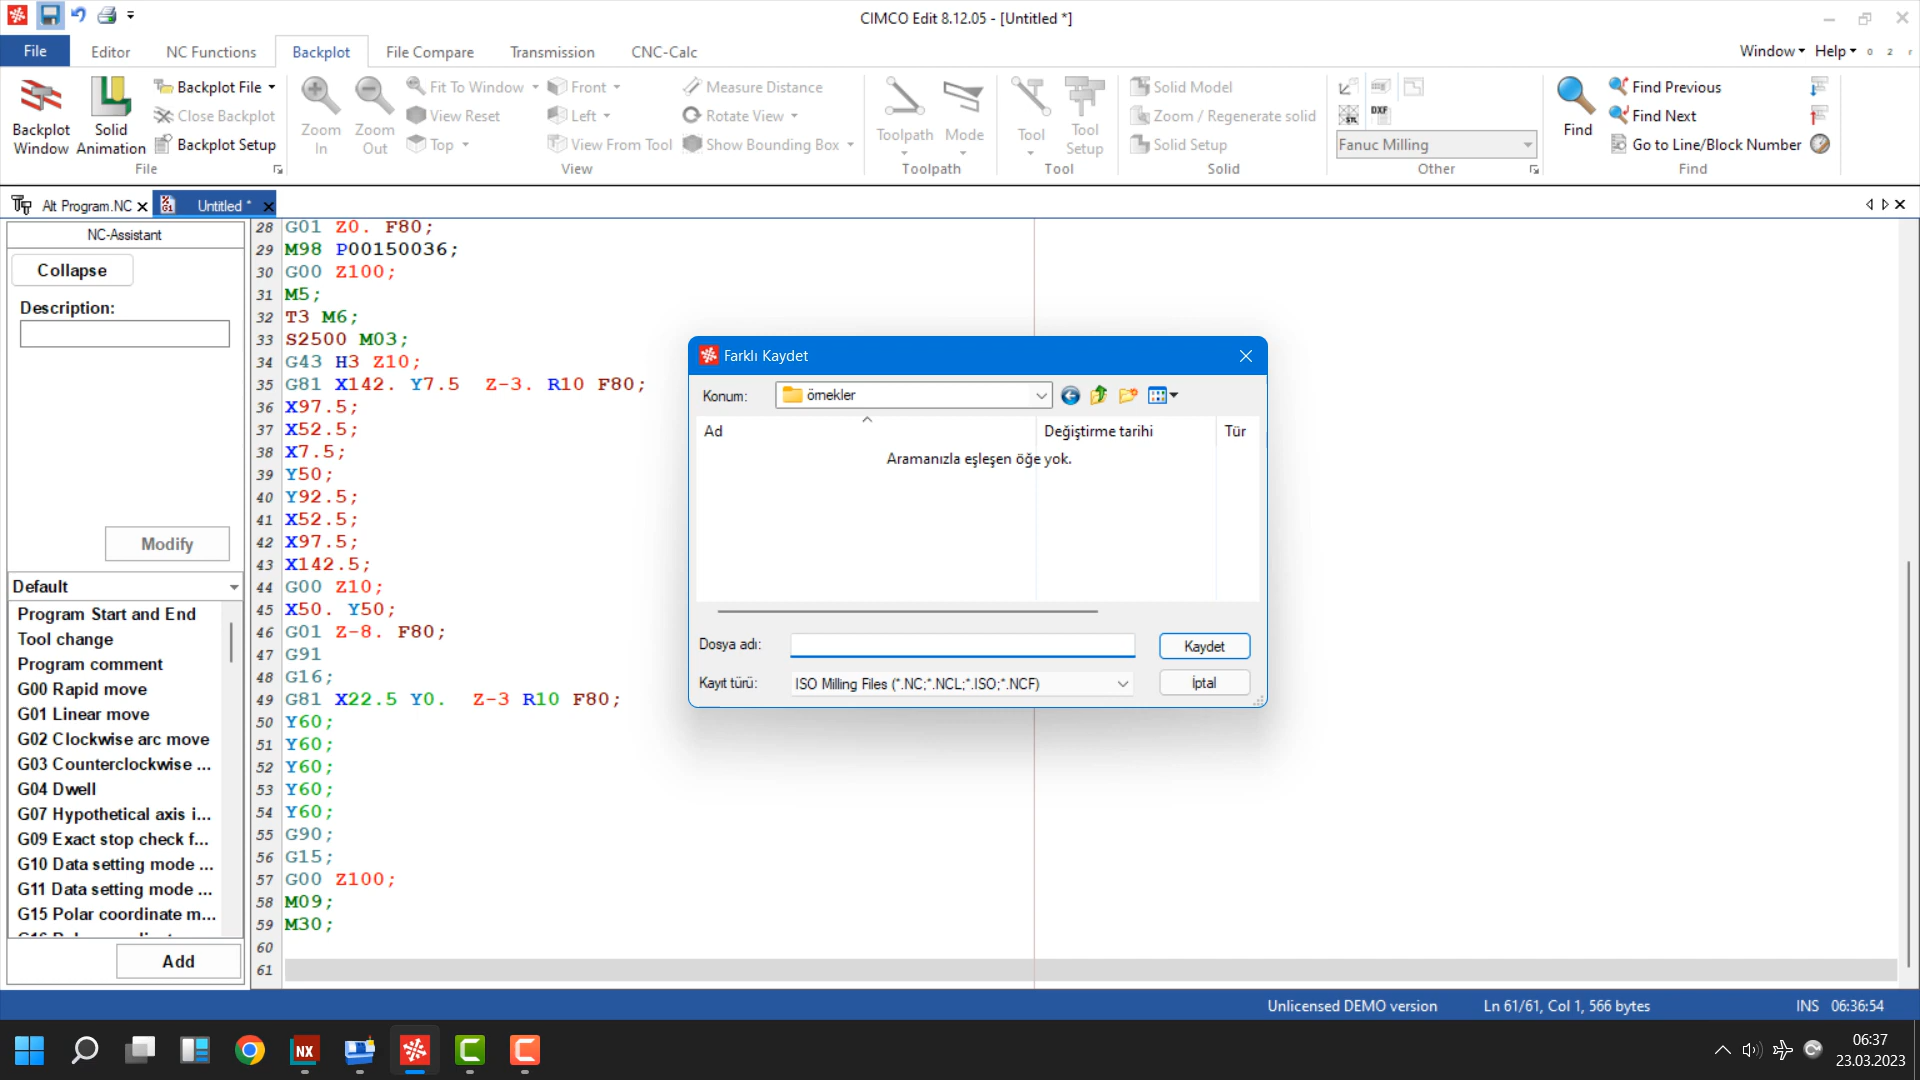 CIMCO Edit 8.12.05 - [Untitled *]
File Editor NC Functions Backplot File Compare Transmission CNC-Calc Window Help
Backplot Window
Solid Animation
Backplot File
Close Backplot
Backplot Setup
File
Zoom In
Zoom Out
Fit To Window
View Reset
Top
Front
Left
View From Tool
Measure Distance
Rotate View
Show Bounding Box
View
Toolpath
Mode
Toolpath
Tool
Tool Setup
Tool
Solid Model
Zoom / Regenerate solid
Solid Setup
Solid
STL
DXF
Fanuc Milling
Other
Find
Find Previous
Find Next
Go to Line/Block Number
Find
Alt Program.NC
Untitled *
NC-Assistant
Collapse
Description:
Modify
Default
Program Start and End
Tool change
Program comment
G00 Rapid move
G01 Linear move
G02 Clockwise arc move
G03 Counterclockwise ...
G04 Dwell
G07 Hypothetical axis i...
G09 Exact stop check f...
G10 Data setting mode ...
G11 Data setting mode ...
G15 Polar coordinate m...
Add
28 G01 Z0. F80;
29 M98 P00150036;
30 G00 Z100;
31 M5;
32 T3 M6;
33 S2500 M03;
34 G43 H3 Z10;
35 G81 X142. Y7.5 Z-3. R10 F80;
36 X97.5;
37 X52.5;
38 X7.5;
39 Y50;
40 Y92.5;
41 X52.5;
42 X97.5;
43 X142.5;
44 G00 Z10;
45 X50. Y50;
46 G01 Z-8. F80;
47 G91
48 G16;
49 G81 X22.5 Y0. Z-3 R10 F80;
50 Y60;
51 Y60;
52 Y60;
53 Y60;
54 Y60;
55 G90;
56 G15;
57 G00 Z100;
58 M09;
59 M30;
60
61
Farklı Kaydet
Konum: örnekler
Ad Değiştirme tarihi Tür
Aramanızla eşleşen öğe yok.
Dosya adı:
Kaydet
Kayıt türü: ISO Milling Files (*.NC;*.NCL;*.ISO;*.NCF)
İptal
Unlicensed DEMO version Ln 61/61, Col 1, 566 bytes INS 06:36:54
NX
06:37
23.03.2023